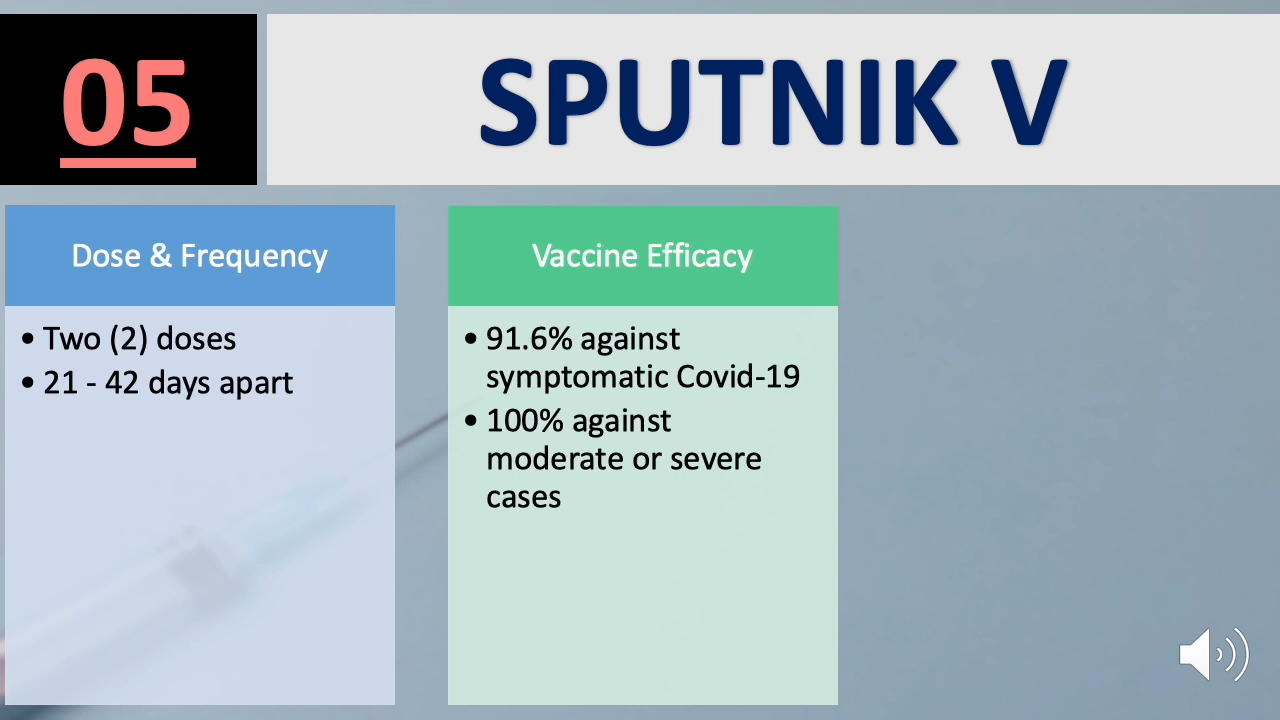 05
SPUTNIK V
Dose & Frequency
• Two (2) doses
• 21 - 42 days apart
Vaccine Efficacy
• 91.6% against
symptomatic Covid-19
• 100% against
moderate or severe
cases